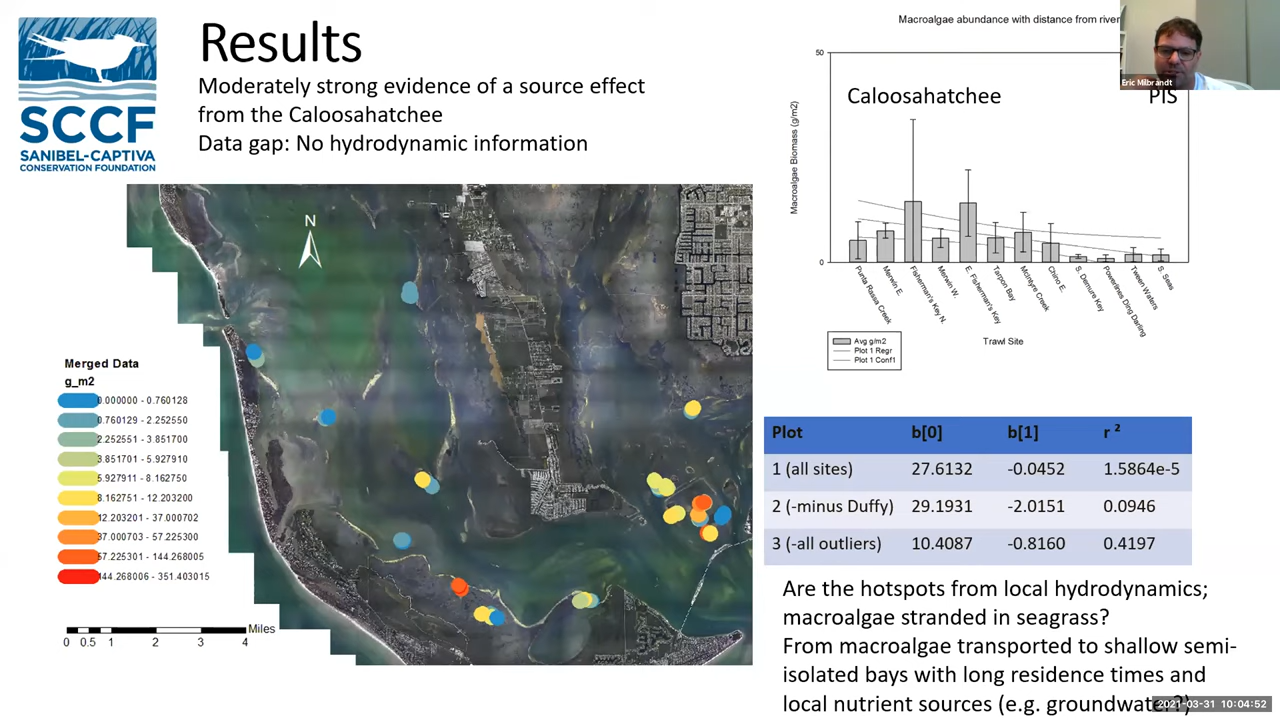 SCCF
SANIBEL-CAPTIVA
CONSERVATION FOUNDATION
Results
Moderately strong evidence of a source effect
from the Caloosahatchee
Data gap: No hydrodynamic information
N
Merged Data
g_m2
0.000000 - 0.760128
0.760129 - 2.252550
2.252551 - 3.851700
3.851701 - 5.927910
5.927911 - 8.162750
8.162751 - 12.203200
12.203201 - 37.000702
37.000703 - 57.225300
57.225301 - 144.268005
144.268006 - 351.403015
Miles
0 0.5 1 2 3 4
Macroalgae abundance with distance from river
Eric Milbrandt
Caloosahatchee PIS
Macroalgae Biomass (g/m2)
50
0
Punta Rassa Creek
Merwin E.
Fisherman's Key N.
Merwin W.
E. Fisherman's Key
Tarpon Bay
McIntyre Creek
Chino E.
S. Demure Key
Powerlines Ding Darling
Tween Waters
S. Seas
Trawl Site
Avg g/m2
Plot 1 Regr
Plot 1 Conf1
Plot b[0] b[1] r ²
1 (all sites) 27.6132 -0.0452 1.5864e-5
2 (-minus Duffy) 29.1931 -2.0151 0.0946
3 (-all outliers) 10.4087 -0.8160 0.4197
Are the hotspots from local hydrodynamics;
macroalgae stranded in seagrass?
From macroalgae transported to shallow semi-
isolated bays with long residence times and
local nutrient sources (e.g. groundwater?)
2021-03-31 10:04:52